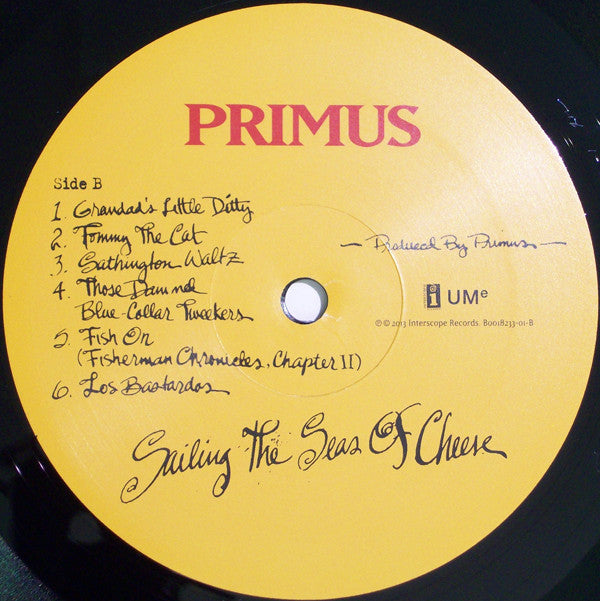 PRIMUS
Side B
1. Grandad's Little Ditty
2. Tommy The Cat
3. Sathington Waltz
4. Those Damned
Blue-Collar Tweekers
5. Fish On
(Fisherman Chronicles, Chapter II)
6. Los Bastardos
— Produced By Primus —
i UMe
℗ © 2013 Interscope Records B0018233-01-B
Sailing The Seas Of Cheese